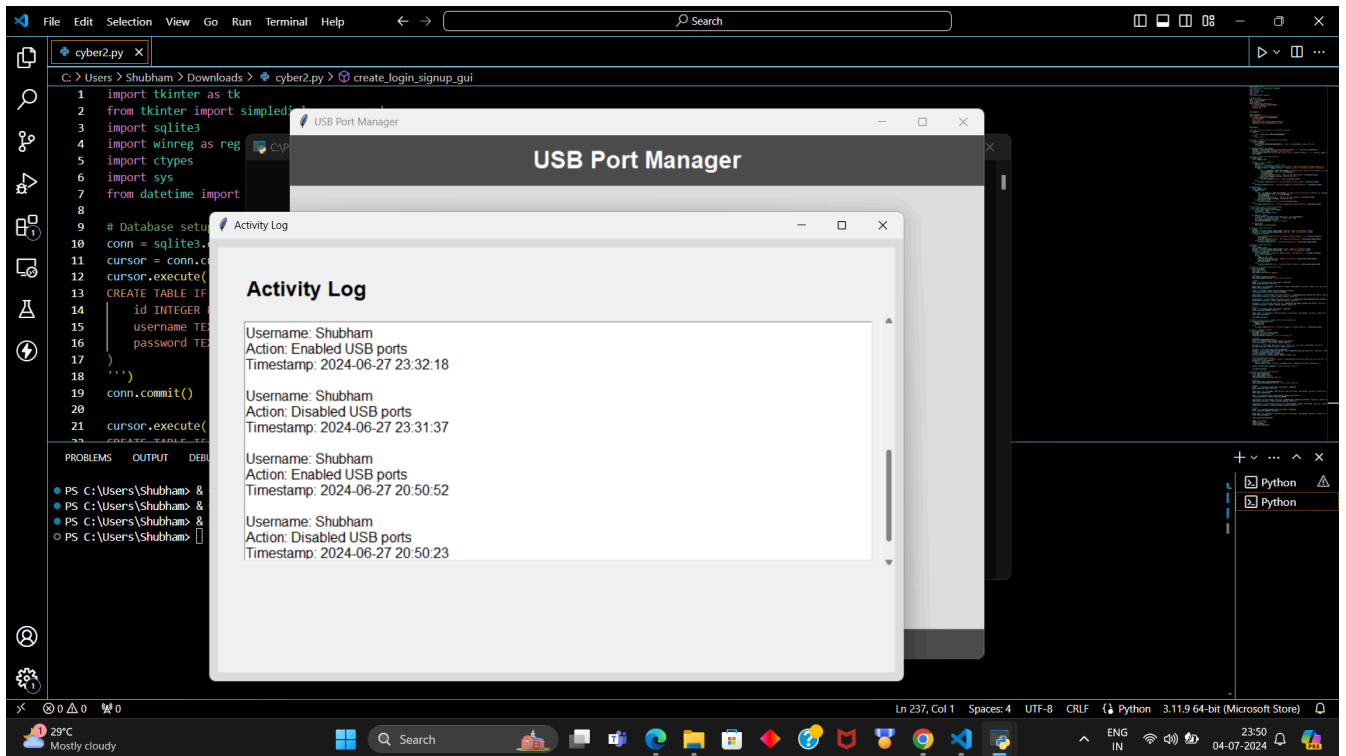 File Edit Selection View Go Run Terminal Help
Search
cyber2.py
C: > Users > Shubham > Downloads > cyber2.py > create_login_signup_gui
1 import tkinter as tk
2 from tkinter import
3 import sqlite3
4 import winreg as reg
5 import ctypes
6 import sys
7 from datetime import
8
9 # Database
10 conn =
11 cursor =
12 cursor.execute(
13 CREATE TABLE IF
14 id INTEGER
15 username
16 password
17 )
18 ''')
19 conn.commit()
20
21 cursor.execute(
22 CREATE TABLE IF
USB Port Manager
USB Port Manager
Activity Log
Activity Log
Username: Shubham
Action: Enabled USB ports
Timestamp: 2024-06-27 23:32:18
Username: Shubham
Action: Disabled USB ports
Timestamp: 2024-06-27 23:31:37
Username: Shubham
Action: Enabled USB ports
Timestamp: 2024-06-27 20:50:52
Username: Shubham
Action: Disabled USB ports
Timestamp: 2024-06-27 20:50:23
PROBLEMS OUTPUT
PS C:\Users\Shubham> &
PS C:\Users\Shubham> &
PS C:\Users\Shubham> &
PS C:\Users\Shubham>
Python
Python
0 0 0
Ln 237, Col 1 Spaces: 4 UTF-8 CRLF Python 3.11.9 64-bit (Microsoft Store)
1
29°C
Mostly cloudy
Search
ENG
IN
23:50
04-07-2024